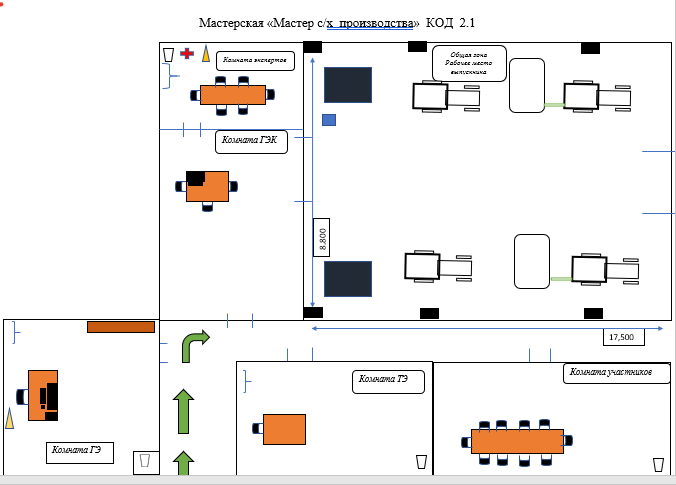 Мастерская «Мастер с/х производства» КОД 2.1
Комната экспертов
Общая зона
Рабочее место
выпускника
Комната ГЭК
8.800
17,500
Комната ТЭ
Комната участников
Комната ГЭ